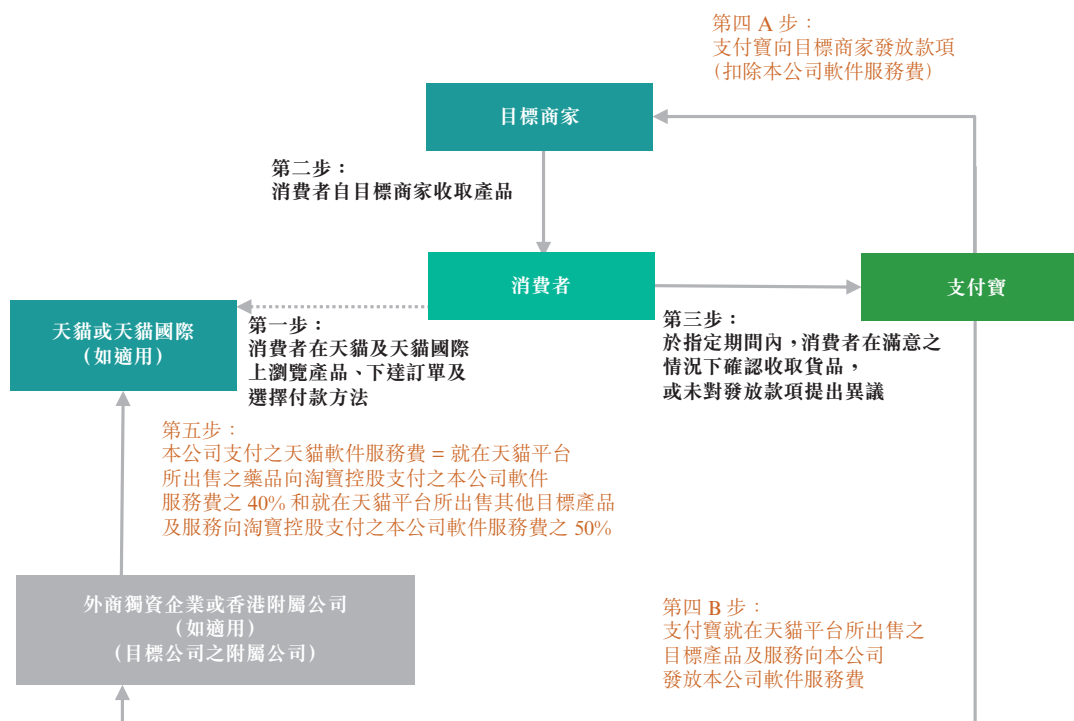 第四 A 步：
支付寶向目標商家發放款項
（扣除本公司軟件服務費）
目標商家
第二步：
消費者自目標商家收取產品
消費者
支付寶
天貓或天貓國際
（如適用）
第一步：
消費者在天貓及天貓國際
上瀏覽產品、下達訂單及
選擇付款方法
第三步：
於指定期間內，消費者在滿意之
情況下確認收取貨品，
或未對發放款項提出異議
第五步：
本公司支付之天貓軟件服務費 = 就在天貓平台
所出售之藥品向淘寶控股支付之本公司軟件
服務費之 40% 和就在天貓平台所出售其他目標產品
及服務向淘寶控股支付之本公司軟件服務費之 50%
外商獨資企業或香港附屬公司
（如適用）
（目標公司之附屬公司）
第四 B 步：
支付寶就在天貓平台所出售之
目標產品及服務向本公司
發放本公司軟件服務費